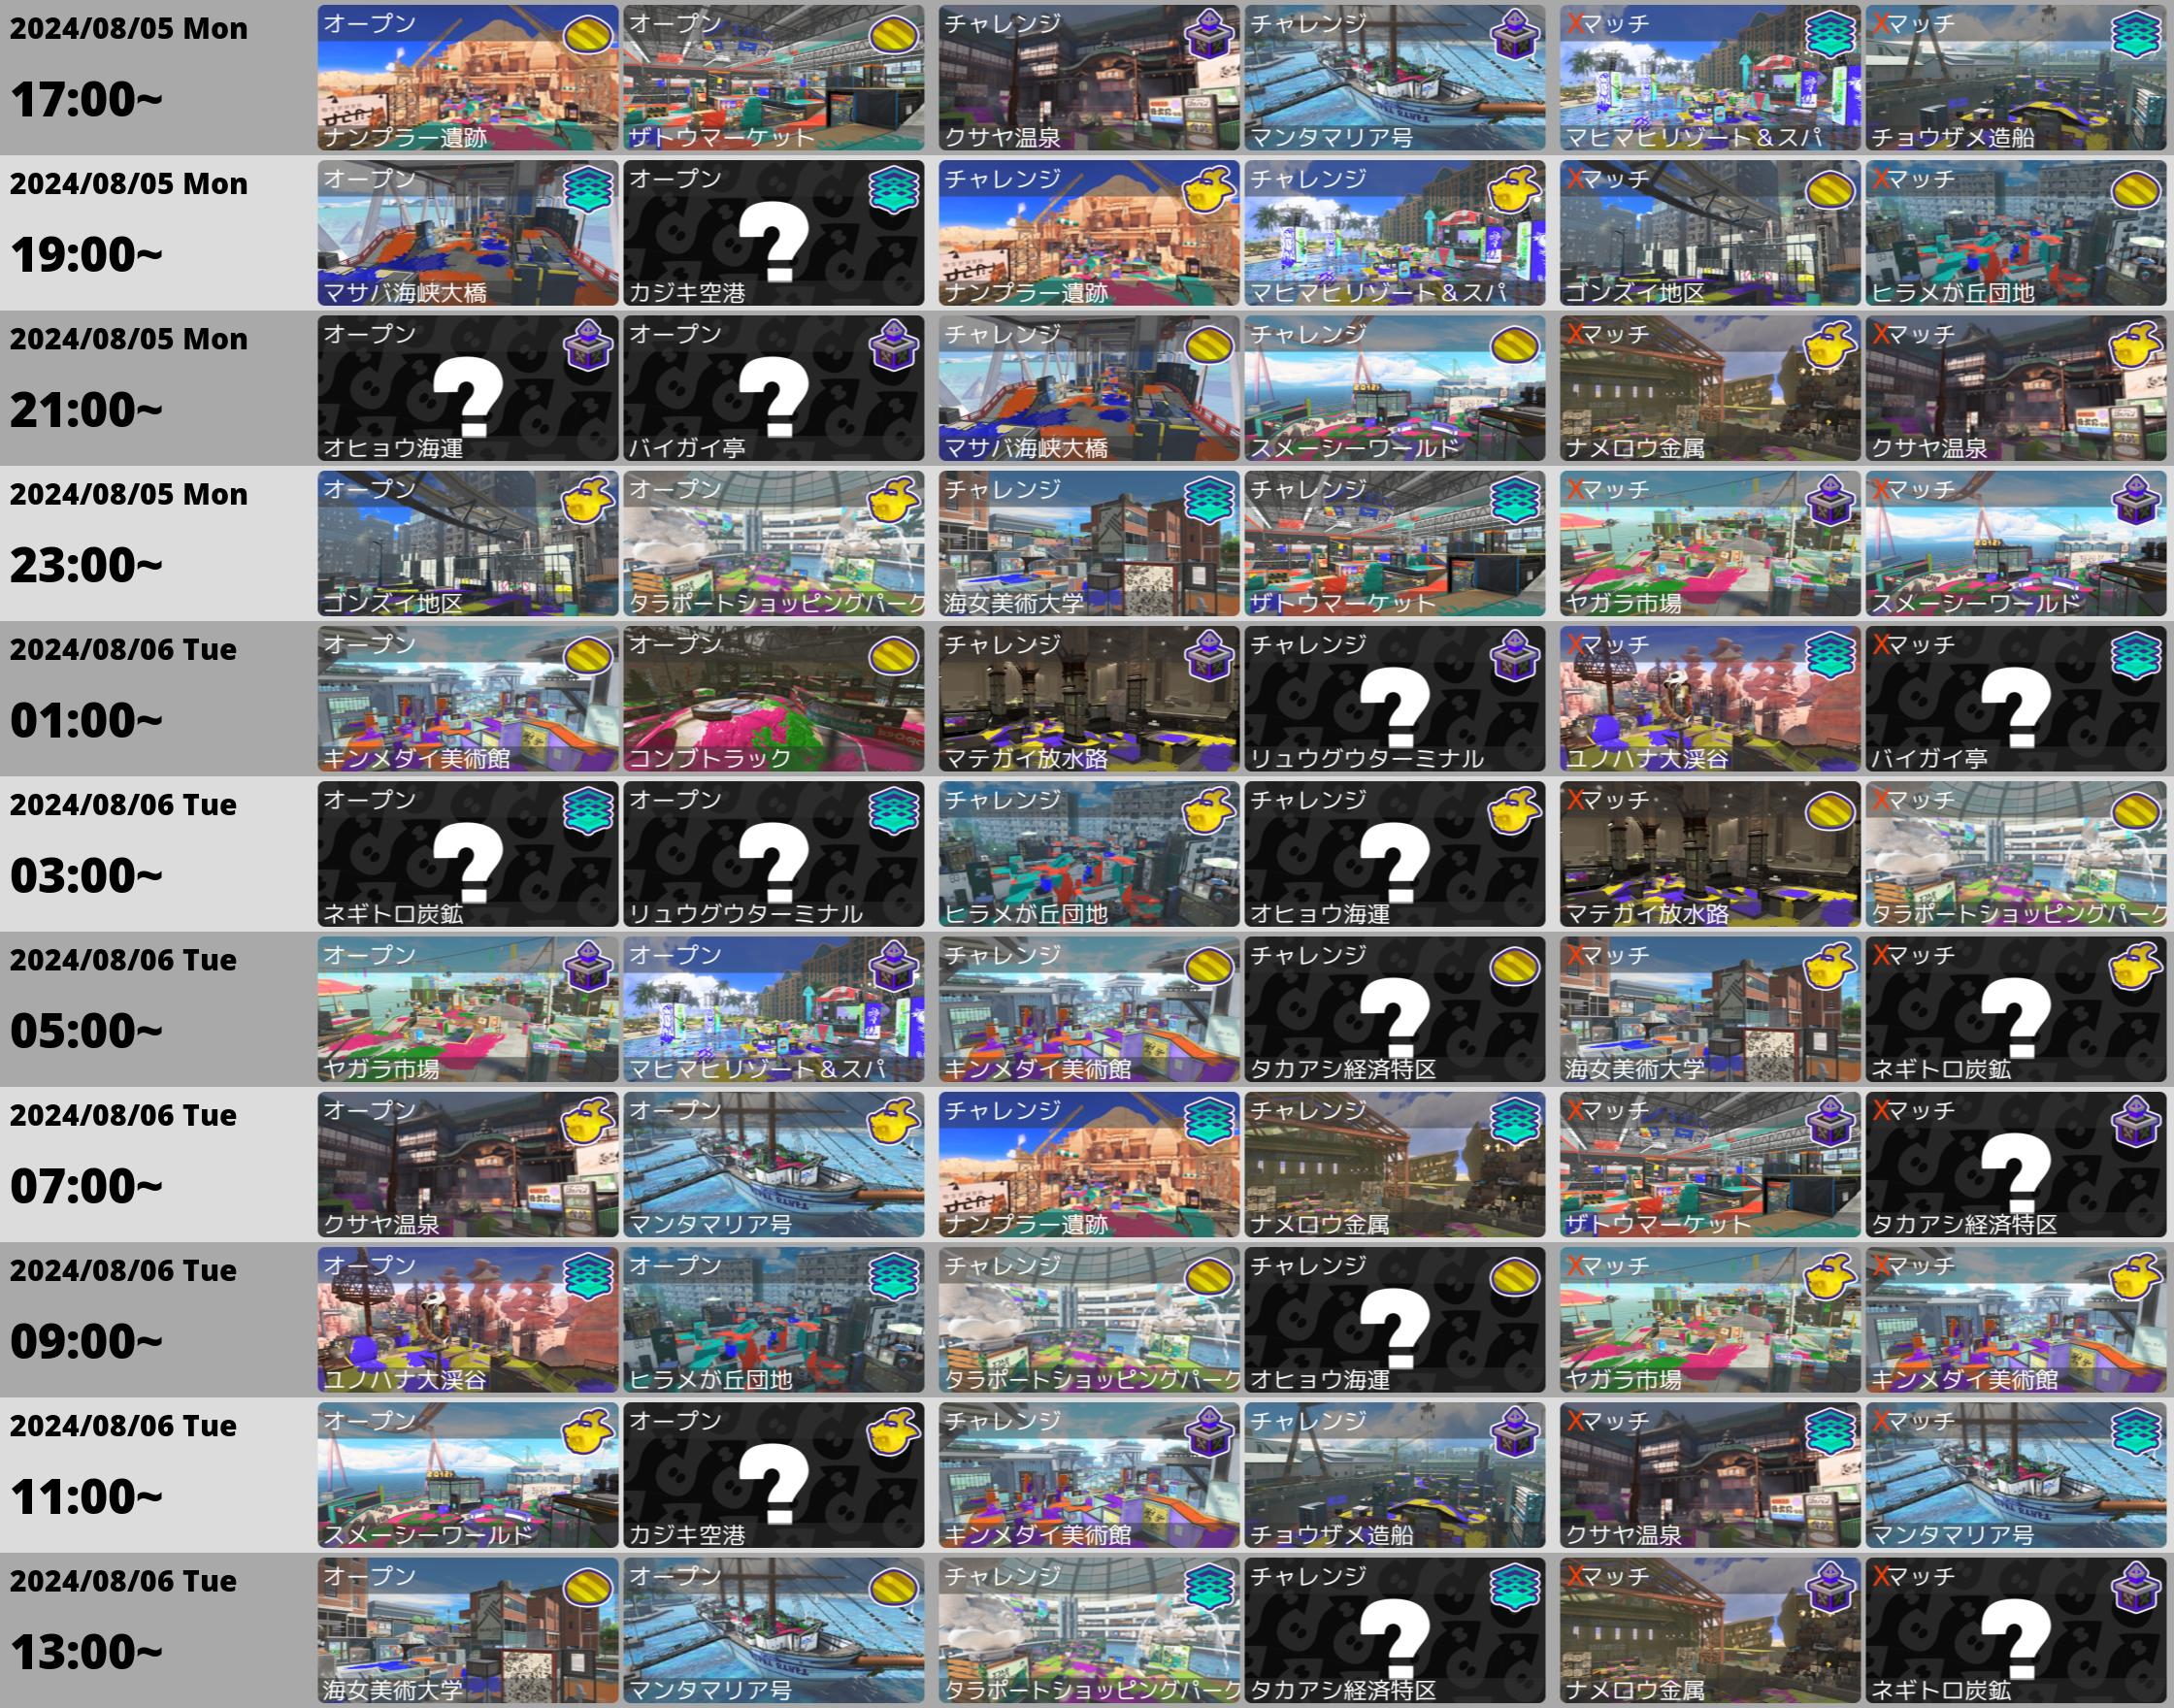 2024/08/05 Mon
17:00~
オープン
ナンプラー遺跡
オープン
ザトウマーケット
チャレンジ
クサヤ温泉
チャレンジ
マンタマリア号
Xマッチ
マヒマヒリゾート＆スパ
Xマッチ
チョウザメ造船
2024/08/05 Mon
19:00~
オープン
マサバ海峡大橋
オープン
?
カジキ空港
チャレンジ
ナンプラー遺跡
チャレンジ
マヒマヒリゾート＆スパ
Xマッチ
ゴンズイ地区
Xマッチ
ヒラメが丘団地
2024/08/05 Mon
21:00~
オープン
?
オヒョウ海運
オープン
?
バイガイ亭
チャレンジ
マサバ海峡大橋
チャレンジ
スメーシーワールド
Xマッチ
ナメロウ金属
Xマッチ
クサヤ温泉
2024/08/05 Mon
23:00~
オープン
ゴンズイ地区
オープン
タラポートショッピングパーク
チャレンジ
海女美術大学
チャレンジ
ザトウマーケット
Xマッチ
ヤガラ市場
Xマッチ
スメーシーワールド
2024/08/06 Tue
01:00~
オープン
キンメダイ美術館
オープン
コンブトラック
チャレンジ
マテガイ放水路
チャレンジ
?
リュウグウターミナル
Xマッチ
ユノハナ大渓谷
Xマッチ
?
バイガイ亭
2024/08/06 Tue
03:00~
オープン
?
ネギトロ炭鉱
オープン
?
リュウグウターミナル
チャレンジ
ヒラメが丘団地
チャレンジ
?
オヒョウ海運
Xマッチ
マテガイ放水路
Xマッチ
タラポートショッピングパーク
2024/08/06 Tue
05:00~
オープン
ヤガラ市場
オープン
マヒマヒリゾート＆スパ
チャレンジ
キンメダイ美術館
チャレンジ
?
タカアシ経済特区
Xマッチ
海女美術大学
Xマッチ
?
ネギトロ炭鉱
2024/08/06 Tue
07:00~
オープン
クサヤ温泉
オープン
マンタマリア号
チャレンジ
ナンプラー遺跡
チャレンジ
ナメロウ金属
Xマッチ
ザトウマーケット
Xマッチ
?
タカアシ経済特区
2024/08/06 Tue
09:00~
オープン
ユノハナ大渓谷
オープン
ヒラメが丘団地
チャレンジ
タラポートショッピングパーク
チャレンジ
?
オヒョウ海運
Xマッチ
ヤガラ市場
Xマッチ
キンメダイ美術館
2024/08/06 Tue
11:00~
オープン
スメーシーワールド
オープン
?
カジキ空港
チャレンジ
キンメダイ美術館
チャレンジ
チョウザメ造船
Xマッチ
クサヤ温泉
Xマッチ
マンタマリア号
2024/08/06 Tue
13:00~
オープン
海女美術大学
オープン
マンタマリア号
チャレンジ
タラポートショッピングパーク
チャレンジ
?
タカアシ経済特区
Xマッチ
ナメロウ金属
Xマッチ
?
ネギトロ炭鉱